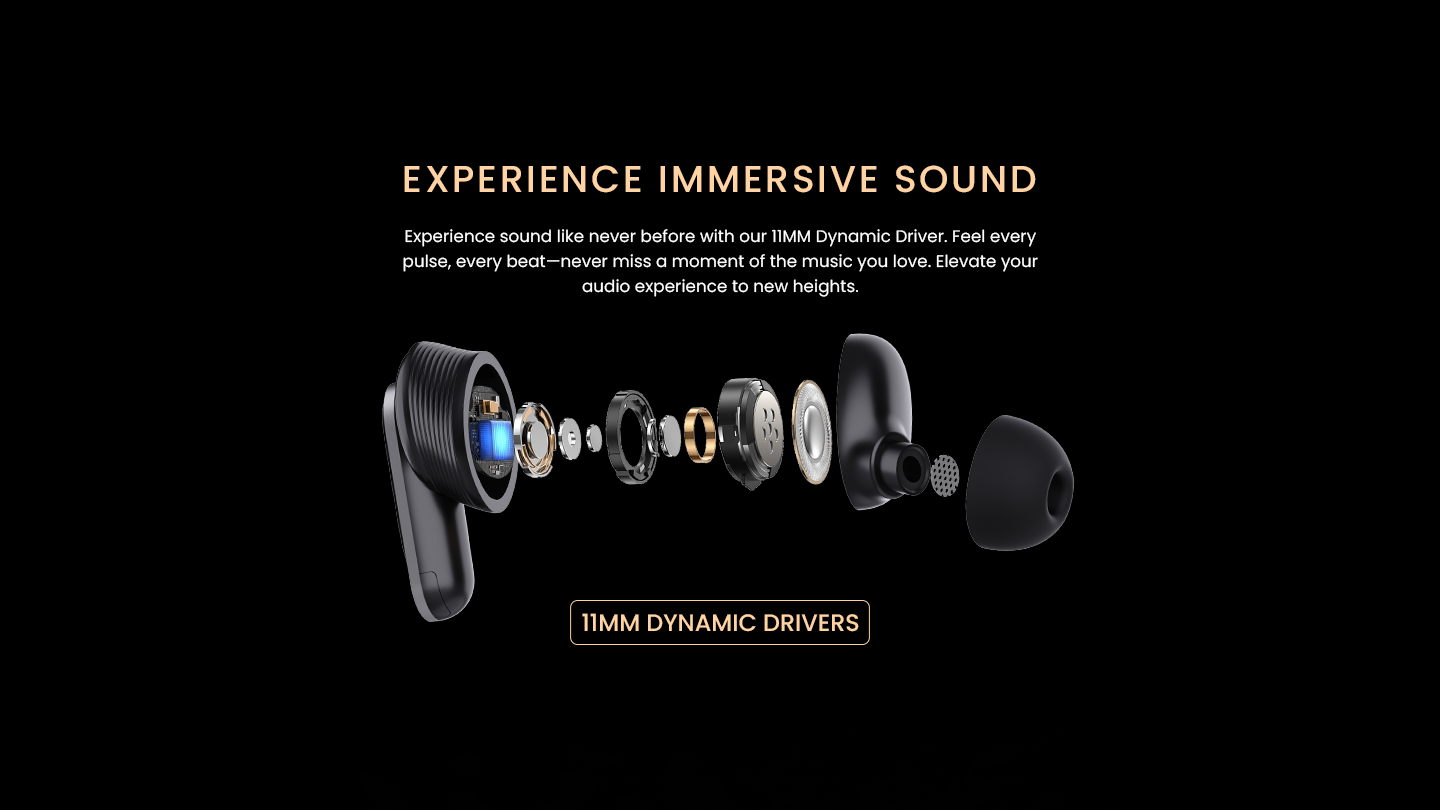 EXPERIENCE IMMERSIVE SOUND
Experience sound like never before with our 11MM Dynamic Driver. Feel every
pulse, every beat—never miss a moment of the music you love. Elevate your
audio experience to new heights.
11MM DYNAMIC DRIVERS